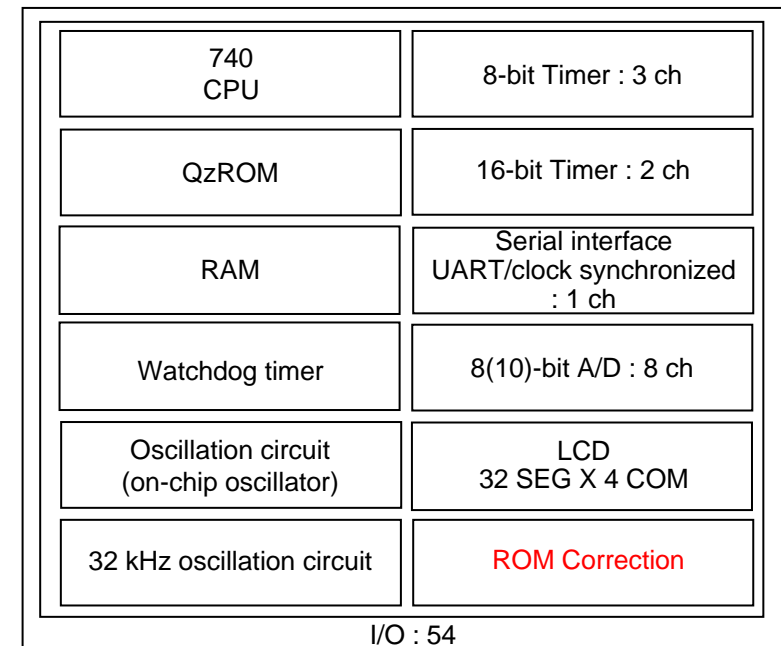 740
CPU
8-bit Timer : 3 ch
QzROM
16-bit Timer : 2 ch
RAM
Serial interface
UART/clock synchronized
: 1 ch
Watchdog timer
8(10)-bit A/D : 8 ch
Oscillation circuit
(on-chip oscillator)
LCD
32 SEG X 4 COM
32 kHz oscillation circuit
ROM Correction
I/O : 54